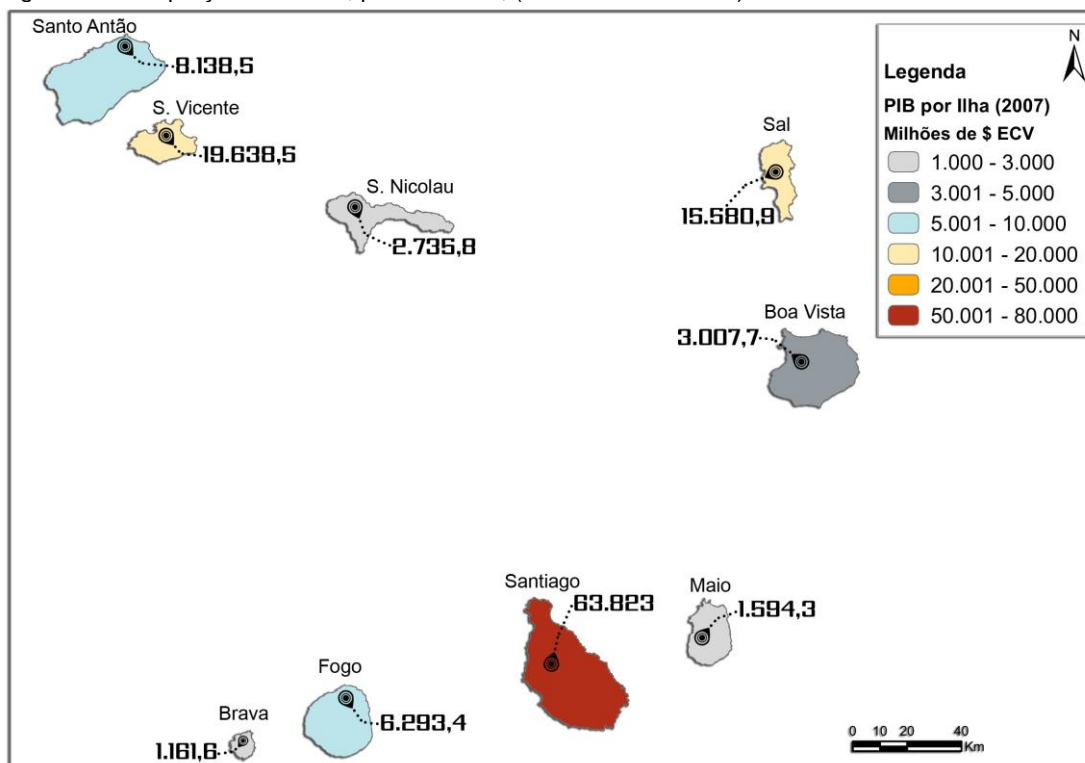 Santo Antão
8.138,5
S. Vicente
19.638,5
S. Nicolau
2.735,8
Sal
15.580,9
Boa Vista
3.007,7
N
Legenda
PIB por Ilha (2007)
Milhões de $ ECV
1.000 - 3.000
3.001 - 5.000
5.001 - 10.000
10.001 - 20.000
20.001 - 50.000
50.001 - 80.000
Santiago
63.823
Maio
1.594,3
Fogo
6.293,4
Brava
1.161,6
0 10 20 40
Km